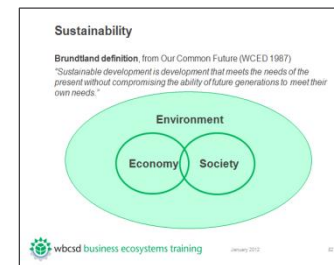 Sustainability
Brundtland definition, from Our Common Future (WCED 1987)
"Sustainable development is development that meets the needs of the
present without compromising the ability of future generations to meet their
own needs."
Environment
Economy
Society
wbcsd business ecosystems training